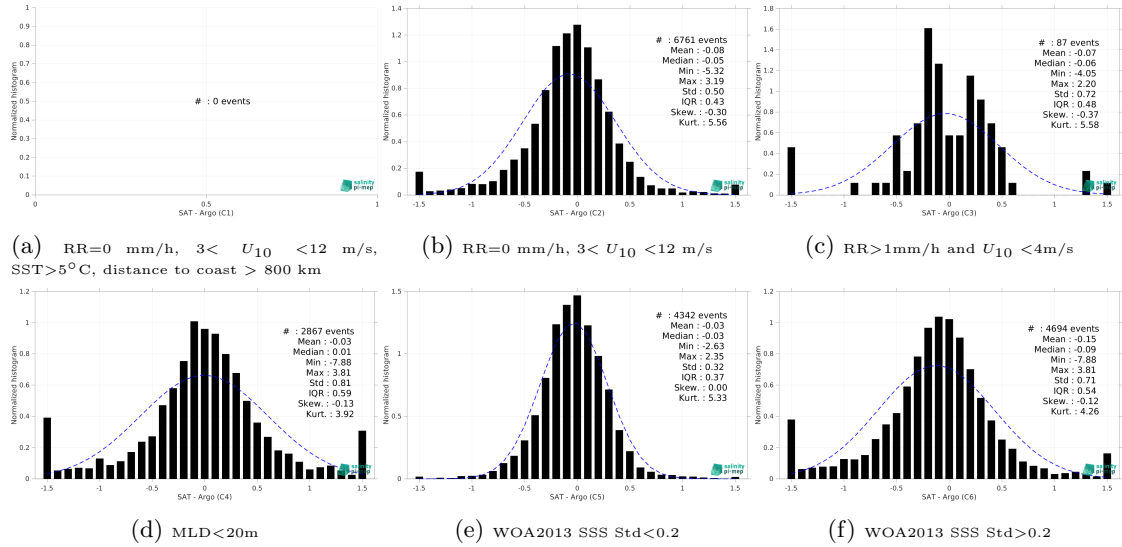 1
0.9
0.8
0.7
0.6
0.5
0.4
0.3
0.2
0.1
0
Normalized histogram
# : 0 events
salinity
pi-mep
0 0.5 1
SAT - Argo (C1)
(a) RR=0 mm/h, 3< U10 <12 m/s,
SST>5°C, distance to coast > 800 km
1.4
1.2
1
0.8
0.6
0.4
0.2
0
Normalized histogram
# : 6761 events
Mean : -0.08
Median : -0.05
Min : -5.32
Max : 3.19
Std : 0.50
IQR : 0.43
Skew. : -0.30
Kurt. : 5.56
salinity
pi-mep
-1.5 -1 -0.5 0 0.5 1 1.5
SAT - Argo (C2)
(b) RR=0 mm/h, 3< U10 <12 m/s
1.8
1.6
1.4
1.2
1
0.8
0.6
0.4
0.2
0
Normalized histogram
# : 87 events
Mean : -0.07
Median : -0.06
Min : -4.05
Max : 2.20
Std : 0.72
IQR : 0.48
Skew. : -0.37
Kurt. : 5.58
salinity
pi-mep
-1.5 -1 -0.5 0 0.5 1 1.5
SAT - Argo (C3)
(c) RR>1mm/h and U10 <4m/s
1.2
1
0.8
0.6
0.4
0.2
0
Normalized histogram
# : 2867 events
Mean : -0.03
Median : 0.01
Min : -7.88
Max : 3.81
Std : 0.81
IQR : 0.59
Skew. : -0.13
Kurt. : 3.92
salinity
pi-mep
-1.5 -1 -0.5 0 0.5 1 1.5
SAT - Argo (C4)
(d) MLD<20m
1.5
1
0.5
0
Normalized histogram
# : 4342 events
Mean : -0.03
Median : -0.03
Min : -2.63
Max : 2.35
Std : 0.32
IQR : 0.37
Skew. : 0.00
Kurt. : 5.33
salinity
pi-mep
-1.5 -1 -0.5 0 0.5 1 1.5
SAT - Argo (C5)
(e) WOA2013 SSS Std<0.2
1.2
1
0.8
0.6
0.4
0.2
0
Normalized histogram
# : 4694 events
Mean : -0.15
Median : -0.09
Min : -7.88
Max : 3.81
Std : 0.71
IQR : 0.54
Skew. : -0.12
Kurt. : 4.26
salinity
pi-mep
-1.5 -1 -0.5 0 0.5 1 1.5
SAT - Argo (C6)
(f) WOA2013 SSS Std>0.2